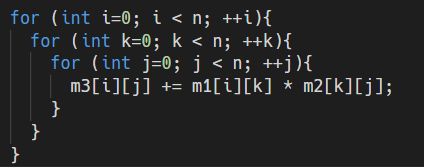 for (int i=0; i < n; ++i){
  for (int k=0; k < n; ++k){
    for (int j=0; j < n; ++j){
      m3[i][j] += m1[i][k] * m2[k][j];
    }
  }
}